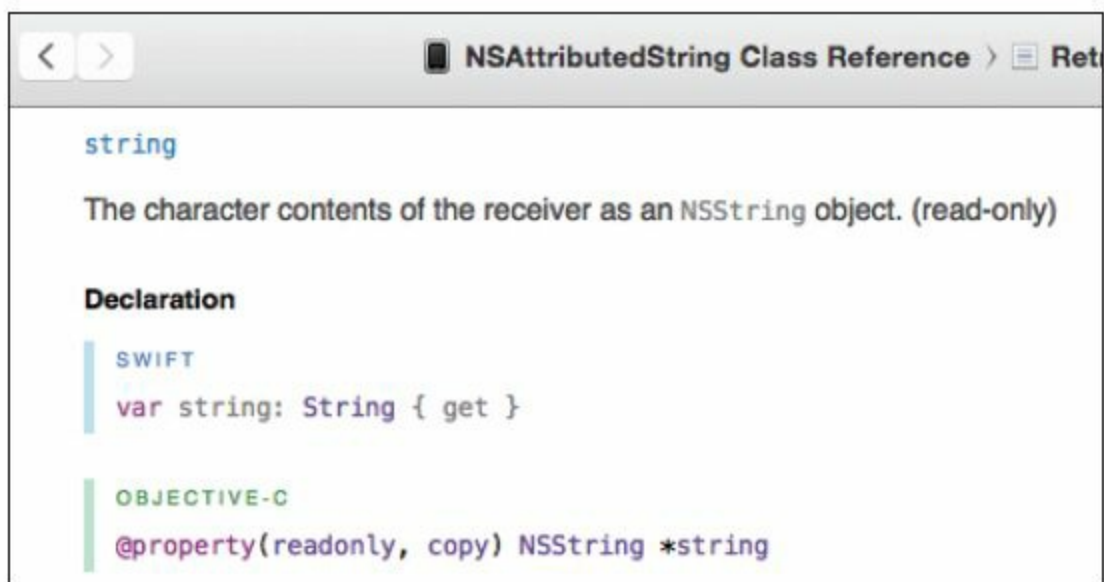 NSAttributedString Class Reference
string
The character contents of the receiver as an NSString object. (read-only)
Declaration
SWIFT
var string: String { get }
OBJECTIVE-C
@property(readonly, copy) NSString *string